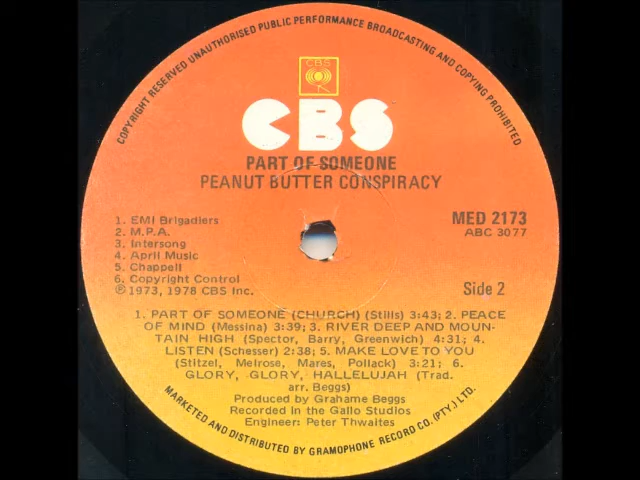 COPYRIGHT RESERVED UNAUTHORISED PUBLIC PERFORMANCE BROADCASTING AND COPYING PROHIBITED
CBS
CBS
PART OF SOMEONE
PEANUT BUTTER CONSPIRACY
1. EMI Brigadiers
2. M.P.A.
3. Intersong
4. April Music
5. Chappell
6. Copyright Control
℗ 1973, 1978 CBS Inc.
MED 2173
ABC 3077
Side 2
1. PART OF SOMEONE (CHURCH) (Stills) 3:43; 2. PEACE
OF MIND (Messina) 3:39; 3. RIVER DEEP AND MOUN-
TAIN HIGH (Spector, Barry, Greenwich) 4:31; 4.
LISTEN (Schesser) 2:38; 5. MAKE LOVE TO YOU
(Stitzel, Melrose, Mares, Pollack) 3:21; 6.
GLORY, GLORY, HALLELUJAH (Trad.
arr. Beggs)
Produced by Grahame Beggs
Recorded in the Gallo Studios
Engineer: Peter Thwaites
MARKETED AND DISTRIBUTED BY GRAMOPHONE RECORD CO. (PTY.) LTD.